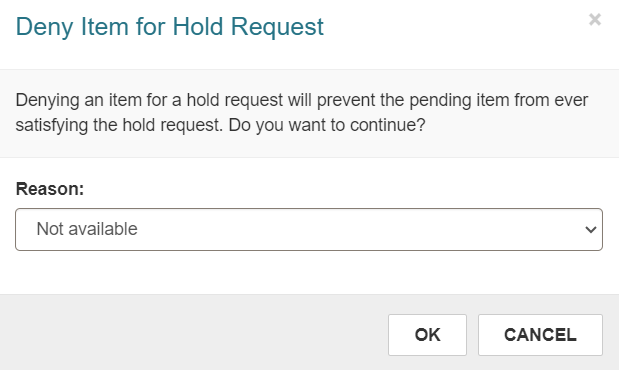 Deny Item for Hold Request
×
Denying an item for a hold request will prevent the pending item from ever
satisfying the hold request. Do you want to continue?
Reason:
Not available
OK CANCEL